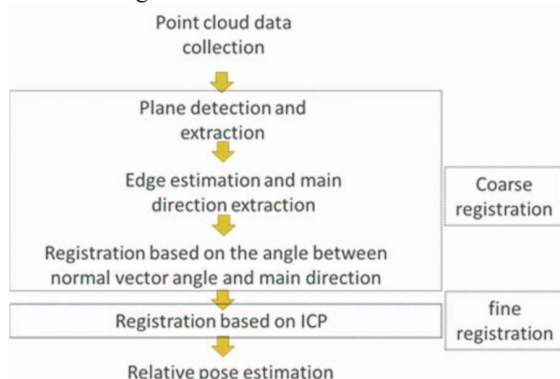 Point cloud data
collection
Plane detection and
extraction
Edge estimation and main
direction extraction
Coarse
registration
Registration based on the angle between
normal vector angle and main direction
Registration based on ICP
fine
registration
Relative pose estimation